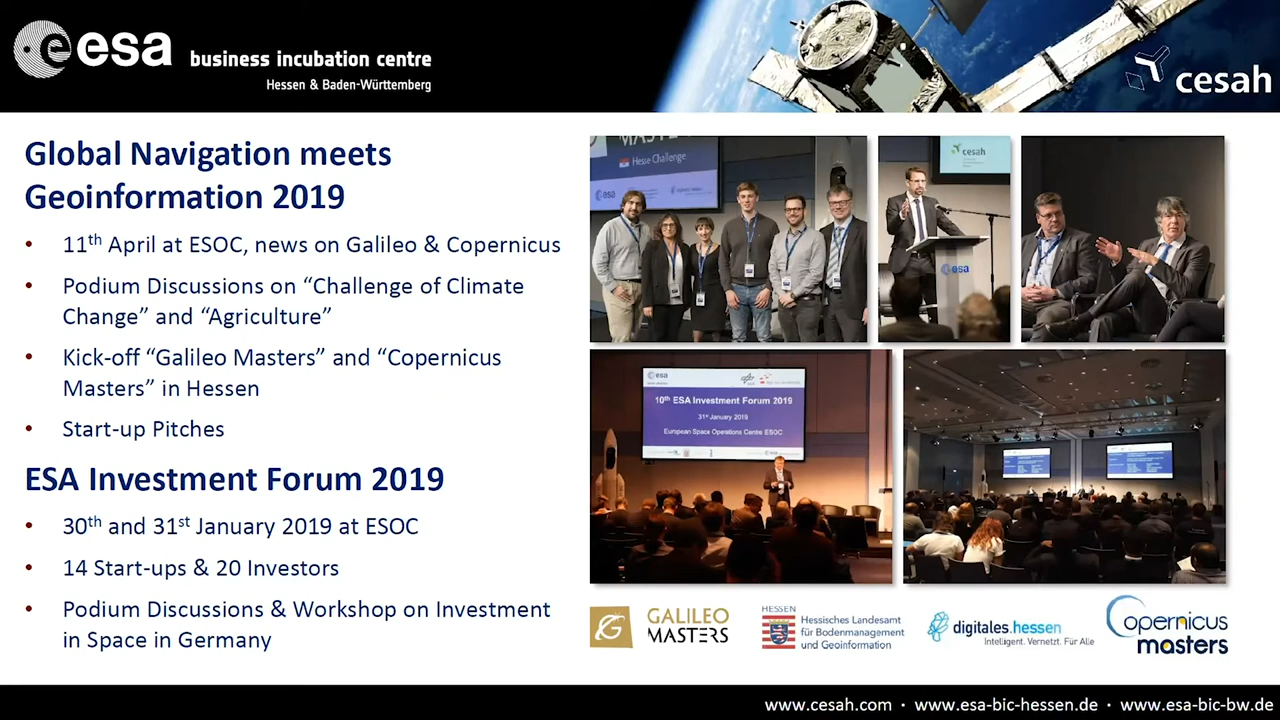 esa
business incubation centre
Hessen & Baden-Württemberg
cesah
Global Navigation meets
Geoinformation 2019
• 11th April at ESOC, news on Galileo & Copernicus
• Podium Discussions on “Challenge of Climate
Change” and “Agriculture”
• Kick-off “Galileo Masters” and “Copernicus
Masters” in Hessen
• Start-up Pitches
ESA Investment Forum 2019
• 30th and 31st January 2019 at ESOC
• 14 Start-ups & 20 Investors
• Podium Discussions & Workshop on Investment
in Space in Germany
Hesse Challenge
esa
cesah
esa
esa
10th ESA Investment Forum 2019
31st January 2019
European Space Operations Centre ESOC
GALILEO
MASTERS
HESSEN
Hessisches Landesamt
für Bodenmanagement
und Geoinformation
digitales.hessen
Intelligent. Vernetzt. Für Alle
Copernicus
masters
www.cesah.com · www.esa-bic-hessen.de · www.esa-bic-bw.de